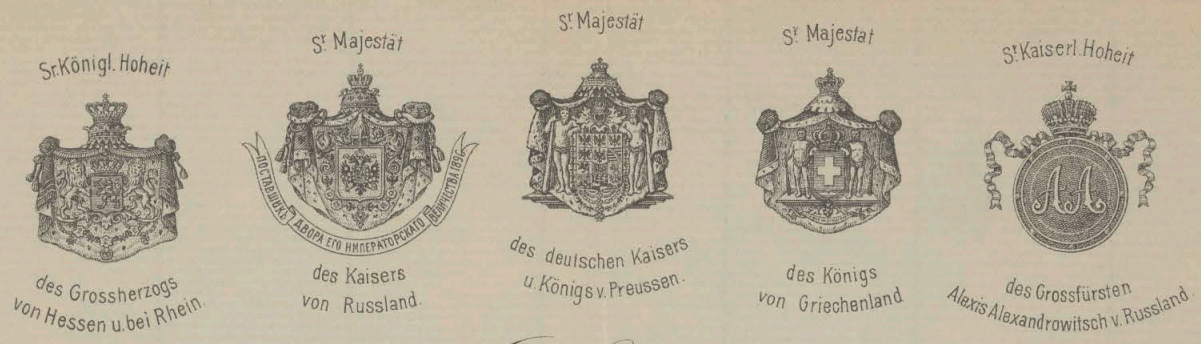 Sr. Königl. Hoheit
des Grossherzogs
von Hessen u. bei Rhein.
Sr. Majestät
ПОСТАВЩИКЪ ДВОРА ЕГО ИМПЕРАТОРСКАГО ВЕЛИЧЕСТВА 1896
des Kaisers
von Russland.
Sr. Majestät
des deutschen Kaisers
u. Königs v. Preussen.
Sr. Majestat
des Königs
von Griechenland
Sr. Kaiserl. Hoheit
AA
des Grossfürsten
Alexis Alexandrowitsch v. Russland.